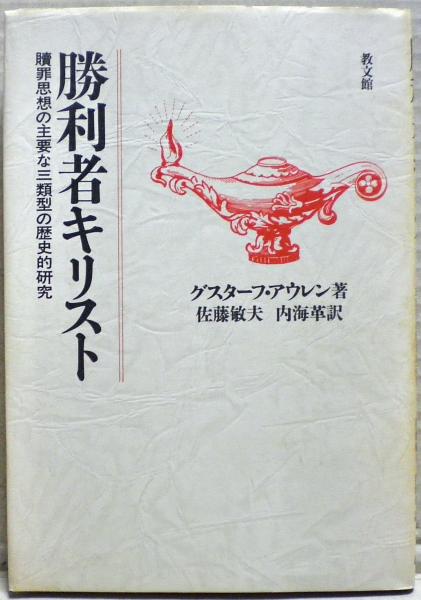 教文館
勝利者キリスト
贖罪思想の主要な三類型の歴史的研究
グスターフ・アウレン著
佐藤敏夫 内海革訳